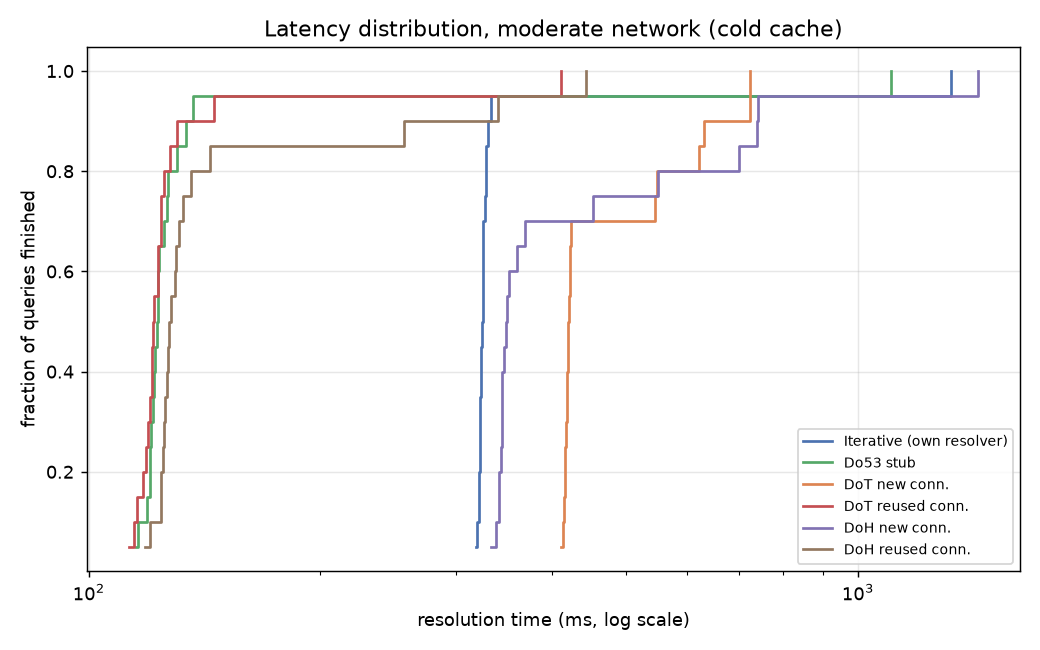 Latency distribution, moderate network (cold cache)
fraction of queries finished
1.0
0.8
0.6
0.4
0.2
10²
10³
resolution time (ms, log scale)
Iterative (own resolver)
Do53 stub
DoT new conn.
DoT reused conn.
DoH new conn.
DoH reused conn.